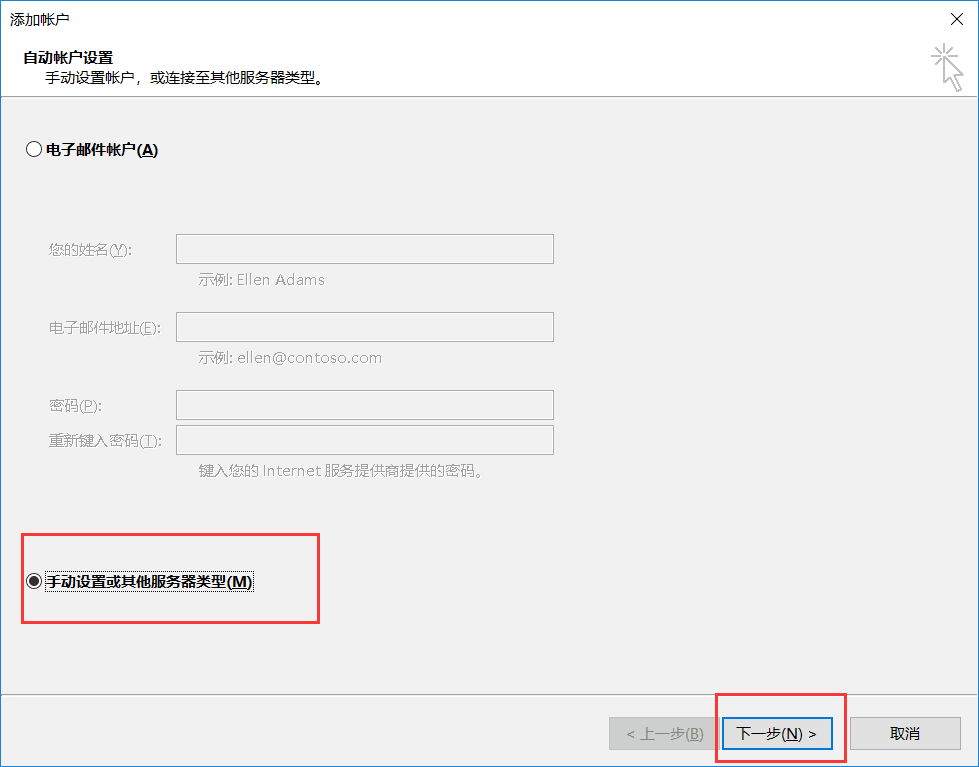 添加帐户
自动帐户设置
手动设置帐户，或连接至其他服务器类型。
电子邮件帐户(A)
您的姓名(Y):
示例: Ellen Adams
电子邮件地址(E):
示例: ellen@contoso.com
密码(P):
重新键入密码(T):
键入您的 Internet 服务提供商提供的密码。
手动设置或其他服务器类型(M)
< 上一步(B) 下一步(N) > 取消